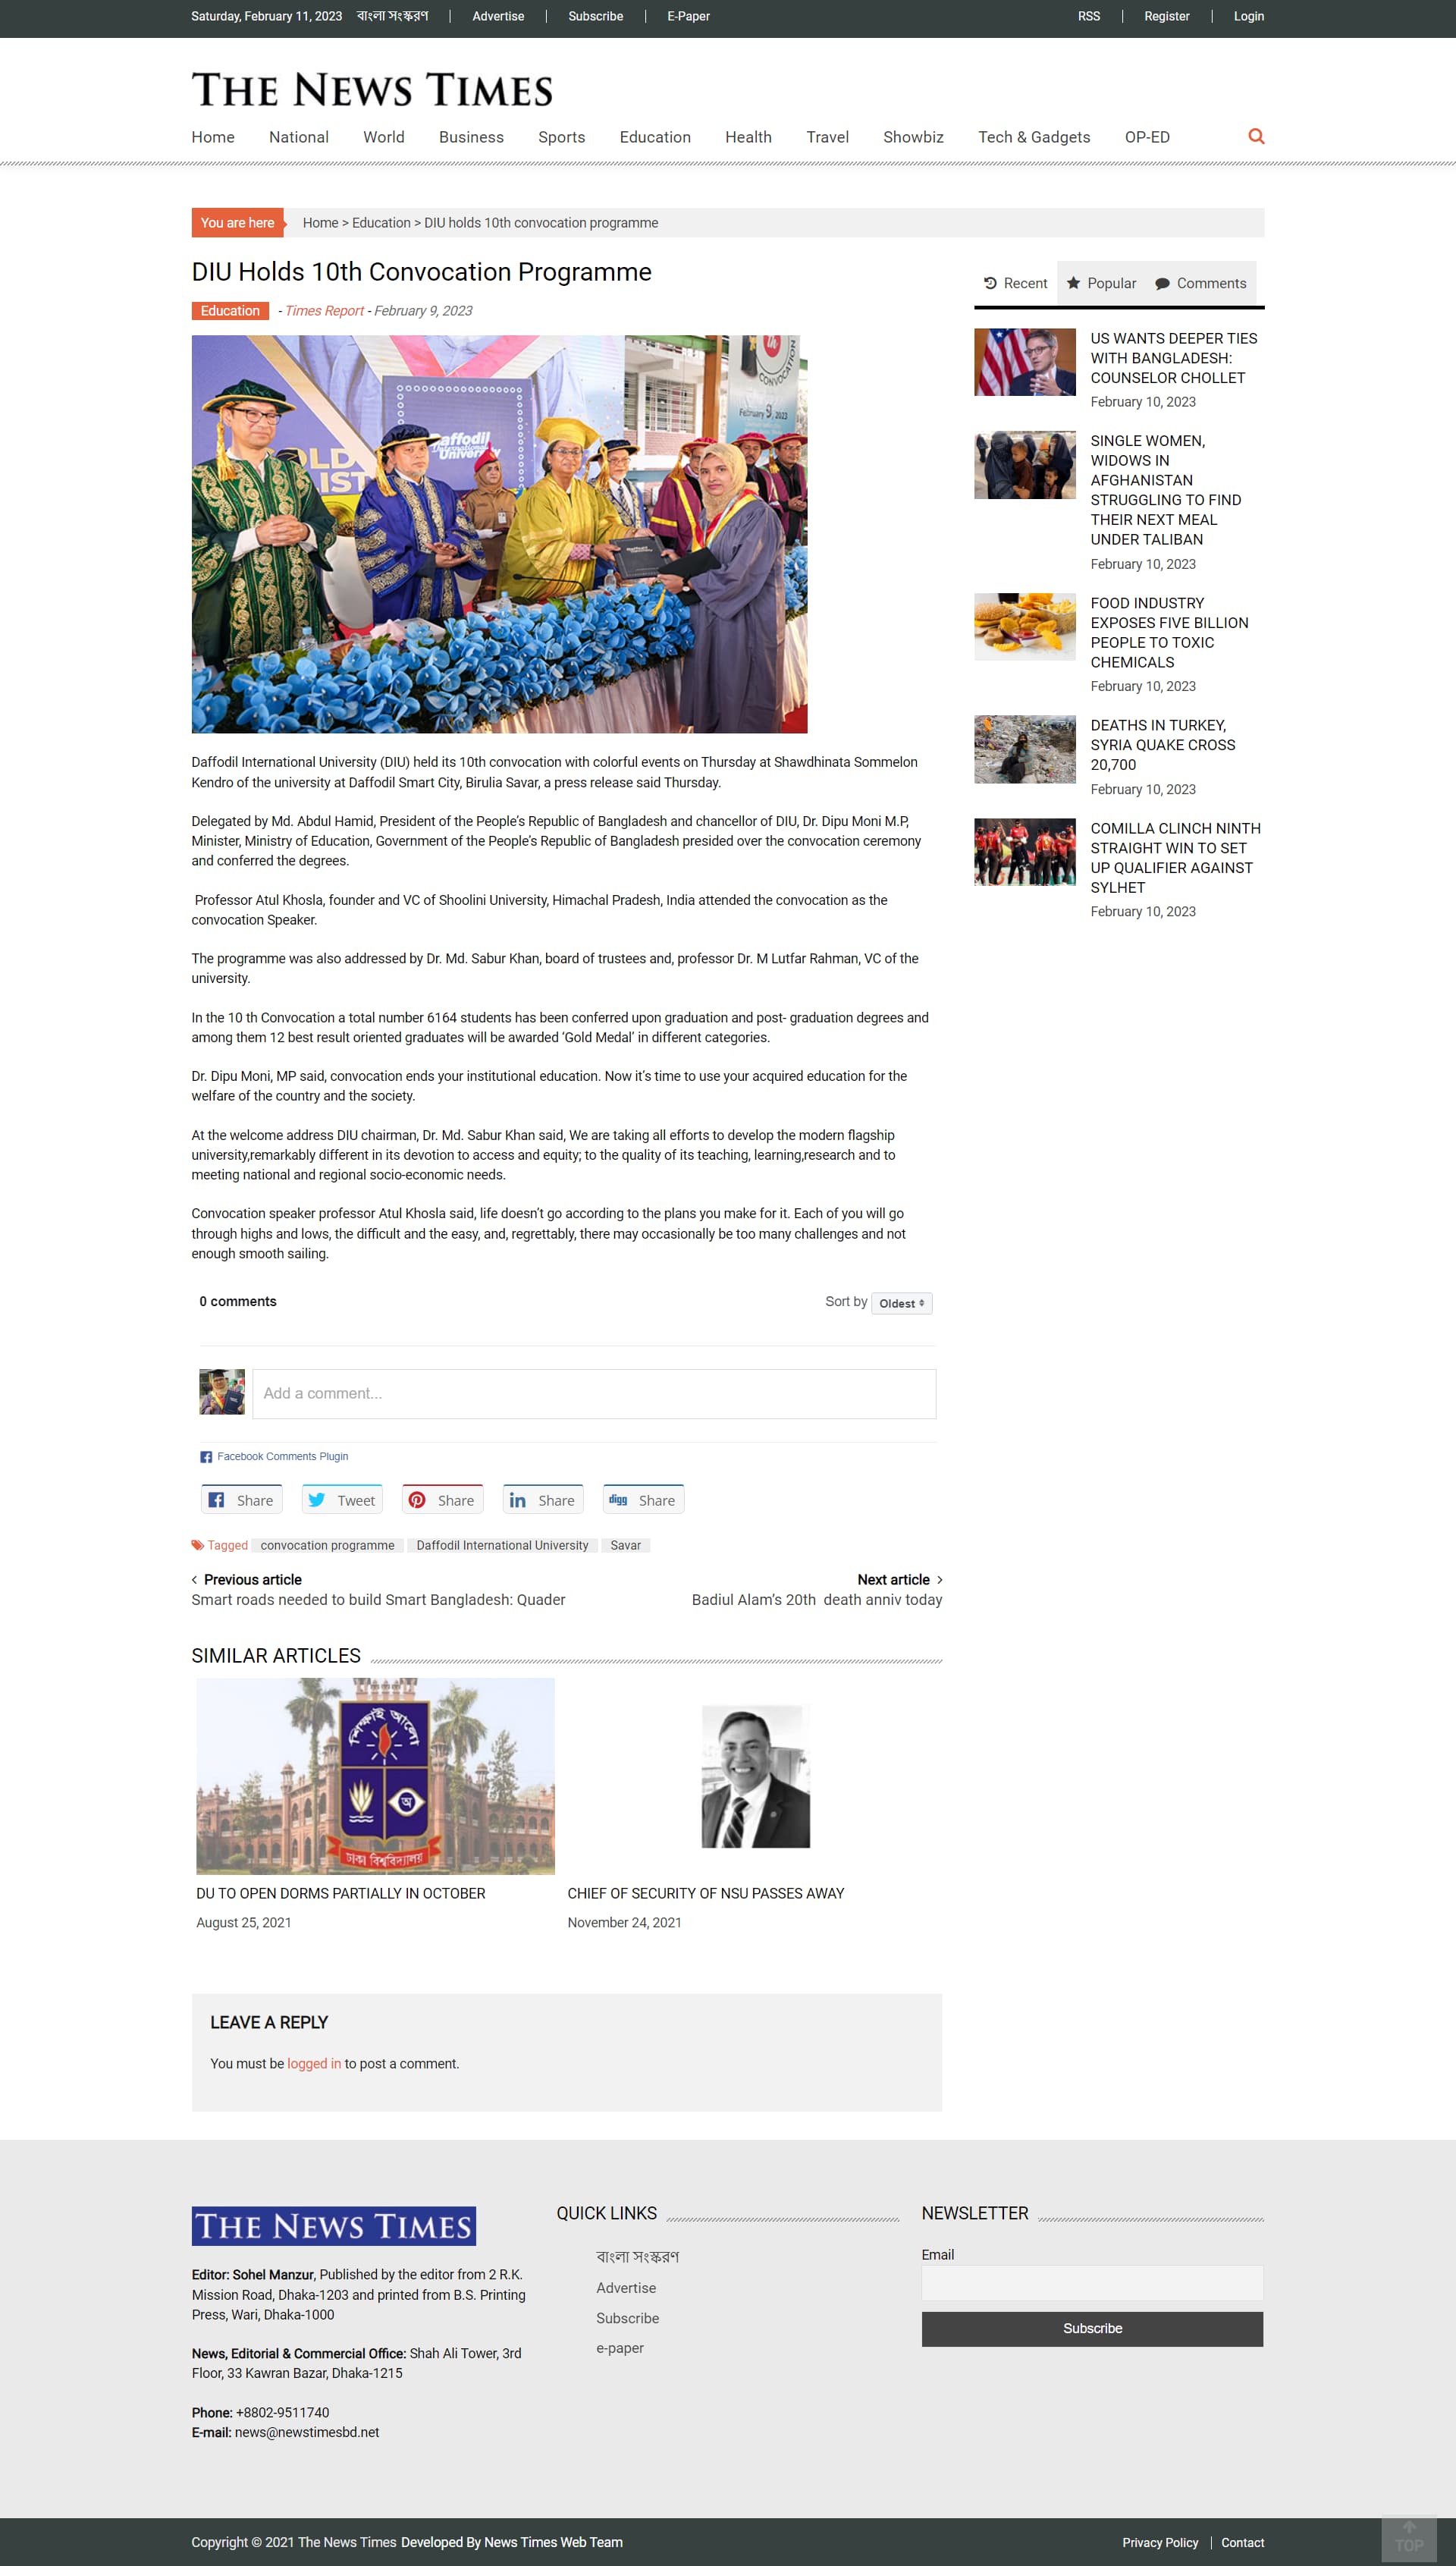 Saturday, February 11, 2023 বাংলা সংস্করণ Advertise Subscribe E-Paper RSS Register Login
THE NEWS TIMES
Home National World Business Sports Education Health Travel Showbiz Tech & Gadgets OP-ED
You are here Home > Education > DIU holds 10th convocation programme
DIU Holds 10th Convocation Programme
Education - Times Report - February 9, 2023
th
CONVOCATION
February 9, 2023
affodil
International
University
OLD
IST
Daffodil International University (DIU) held its 10th convocation with colorful events on Thursday at Shawdhinata Sommelon
Kendro of the university at Daffodil Smart City, Birulia Savar, a press release said Thursday.
Delegated by Md. Abdul Hamid, President of the People’s Republic of Bangladesh and chancellor of DIU, Dr. Dipu Moni M.P,
Minister, Ministry of Education, Government of the People’s Republic of Bangladesh presided over the convocation ceremony
and conferred the degrees.
Professor Atul Khosla, founder and VC of Shoolini University, Himachal Pradesh, India attended the convocation as the
convocation Speaker.
The programme was also addressed by Dr. Md. Sabur Khan, board of trustees and, professor Dr. M Lutfar Rahman, VC of the
university.
In the 10 th Convocation a total number 6164 students has been conferred upon graduation and post- graduation degrees and
among them 12 best result oriented graduates will be awarded ‘Gold Medal’ in different categories.
Dr. Dipu Moni, MP said, convocation ends your institutional education. Now it’s time to use your acquired education for the
welfare of the country and the society.
At the welcome address DIU chairman, Dr. Md. Sabur Khan said, We are taking all efforts to develop the modern flagship
university,remarkably different in its devotion to access and equity; to the quality of its teaching, learning,research and to
meeting national and regional socio-economic needs.
Convocation speaker professor Atul Khosla said, life doesn’t go according to the plans you make for it. Each of you will go
through highs and lows, the difficult and the easy, and, regrettably, there may occasionally be too many challenges and not
enough smooth sailing.
0 comments Sort by Oldest
Add a comment...
Facebook Comments Plugin
Share Tweet Share Share digg Share
Tagged convocation programme Daffodil International University Savar
Previous article Next article
Smart roads needed to build Smart Bangladesh: Quader Badiul Alam’s 20th death anniv today
SIMILAR ARTICLES
শিক্ষাই আলো
অ
ঢাকা বিশ্ববিদ্যালয়
DU TO OPEN DORMS PARTIALLY IN OCTOBER
August 25, 2021
CHIEF OF SECURITY OF NSU PASSES AWAY
November 24, 2021
LEAVE A REPLY
You must be logged in to post a comment.
Recent Popular Comments
US WANTS DEEPER TIES
WITH BANGLADESH:
COUNSELOR CHOLLET
February 10, 2023
SINGLE WOMEN,
WIDOWS IN
AFGHANISTAN
STRUGGLING TO FIND
THEIR NEXT MEAL
UNDER TALIBAN
February 10, 2023
FOOD INDUSTRY
EXPOSES FIVE BILLION
PEOPLE TO TOXIC
CHEMICALS
February 10, 2023
DEATHS IN TURKEY,
SYRIA QUAKE CROSS
20,700
February 10, 2023
COMILLA CLINCH NINTH
STRAIGHT WIN TO SET
UP QUALIFIER AGAINST
SYLHET
February 10, 2023
THE NEWS TIMES
Editor: Sohel Manzur, Published by the editor from 2 R.K.
Mission Road, Dhaka-1203 and printed from B.S. Printing
Press, Wari, Dhaka-1000
News, Editorial & Commercial Office: Shah Ali Tower, 3rd
Floor, 33 Kawran Bazar, Dhaka-1215
Phone: +8802-9511740
E-mail: news@newstimesbd.net
QUICK LINKS
বাংলা সংস্করণ
Advertise
Subscribe
e-paper
NEWSLETTER
Email
Subscribe
Copyright © 2021 The News Times Developed By News Times Web Team Privacy Policy Contact
TOP